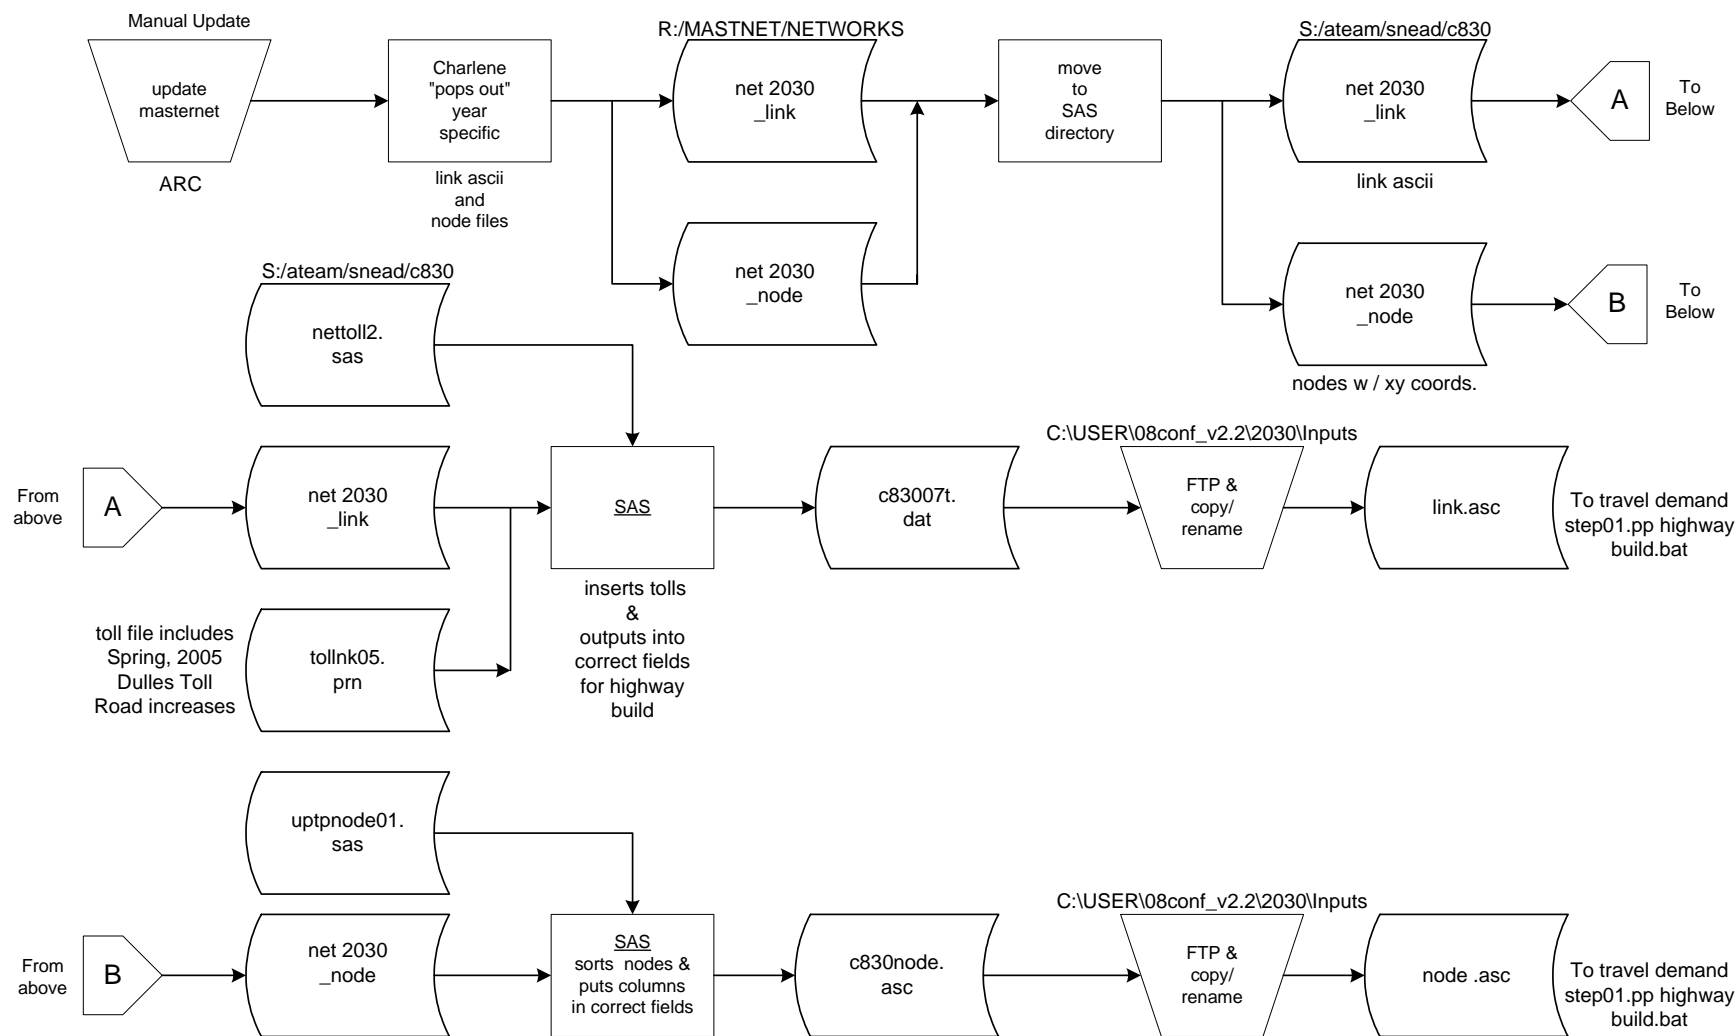 Manual Update
update
masternet
ARC
Charlene
"pops out"
year
specific
link ascii
and
node files
R:/MASTNET/NETWORKS
net 2030
_link
net 2030
_node
move
to
SAS
directory
S:/ateam/snead/c830
net 2030
_link
link ascii
A
To
Below
net 2030
_node
nodes w / xy coords.
B
To
Below
S:/ateam/snead/c830
nettoll2.
sas
From
above
A
net 2030
_link
toll file includes
Spring, 2005
Dulles Toll
Road increases
tollnk05.
prn
SAS
inserts tolls
&
outputs into
correct fields
for highway
build
c83007t.
dat
C:\USER\08conf_v2.2\2030\Inputs
FTP &
copy/
rename
link.asc
To travel demand
step01.pp highway
build.bat
uptpnode01.
sas
From
above
B
net 2030
_node
SAS
sorts nodes &
puts columns
in correct fields
c830node.
asc
C:\USER\08conf_v2.2\2030\Inputs
FTP &
copy/
rename
node .asc
To travel demand
step01.pp highway
build.bat